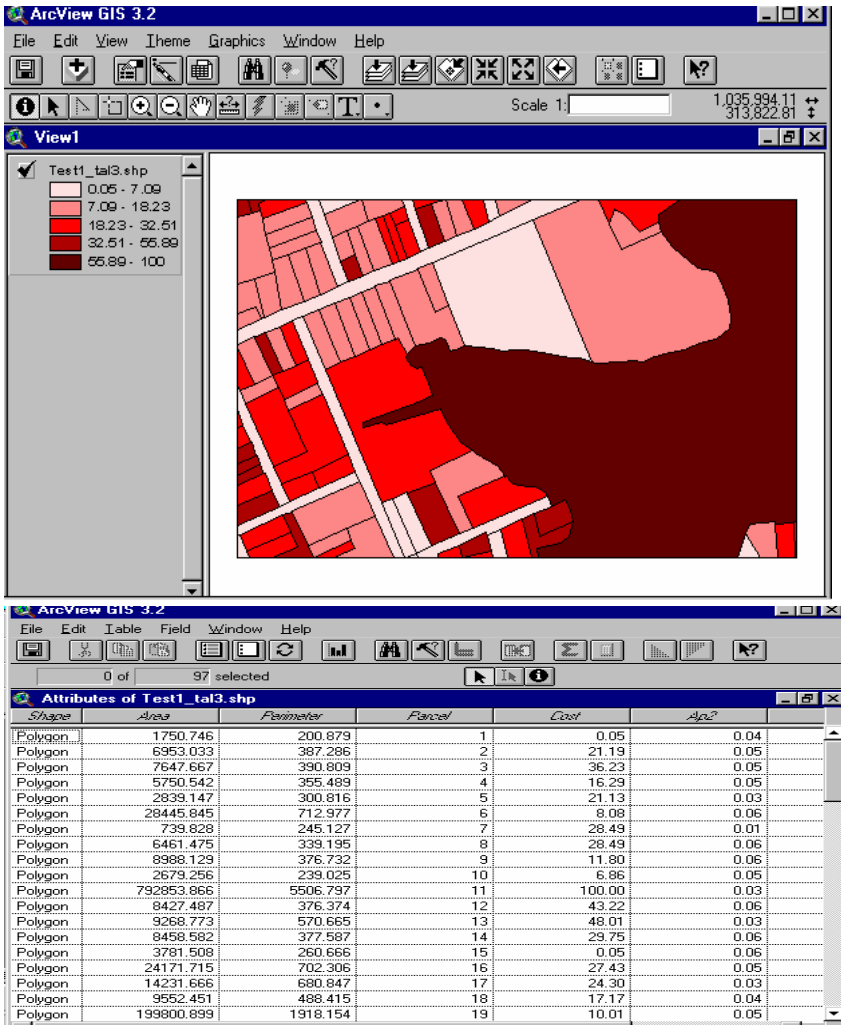 ArcView GIS 3.2
File Edit View Theme Graphics Window Help
Scale 1: 1,035,994.11
313,822.81
View1
Test1_tal3.shp
0.05 - 7.09
7.09 - 18.23
18.23 - 32.51
32.51 - 55.89
55.89 - 100
ArcView GIS 3.2
File Edit Table Field Window Help
0 of 97 selected
Attributes of Test1_tal3.shp
Shape Area Perimeter Parcel Cost Ap2
Polygon 1750.746 200.879 1 0.05 0.04
Polygon 6953.033 387.286 2 21.19 0.05
Polygon 7647.667 390.809 3 36.23 0.05
Polygon 5750.542 355.489 4 16.29 0.05
Polygon 2839.147 300.816 5 21.13 0.03
Polygon 28445.845 712.977 6 8.08 0.06
Polygon 739.828 245.127 7 28.49 0.01
Polygon 6461.475 339.195 8 28.49 0.06
Polygon 8988.129 376.732 9 11.80 0.06
Polygon 2679.256 239.025 10 6.86 0.05
Polygon 792853.866 5506.797 11 100.00 0.03
Polygon 8427.487 376.374 12 43.22 0.06
Polygon 9268.773 570.665 13 48.01 0.03
Polygon 8458.582 377.587 14 29.75 0.06
Polygon 3781.508 260.666 15 0.05 0.06
Polygon 24171.715 702.306 16 27.43 0.05
Polygon 14231.666 680.847 17 24.30 0.03
Polygon 9552.451 488.415 18 17.17 0.04
Polygon 199800.899 1918.154 19 10.01 0.05